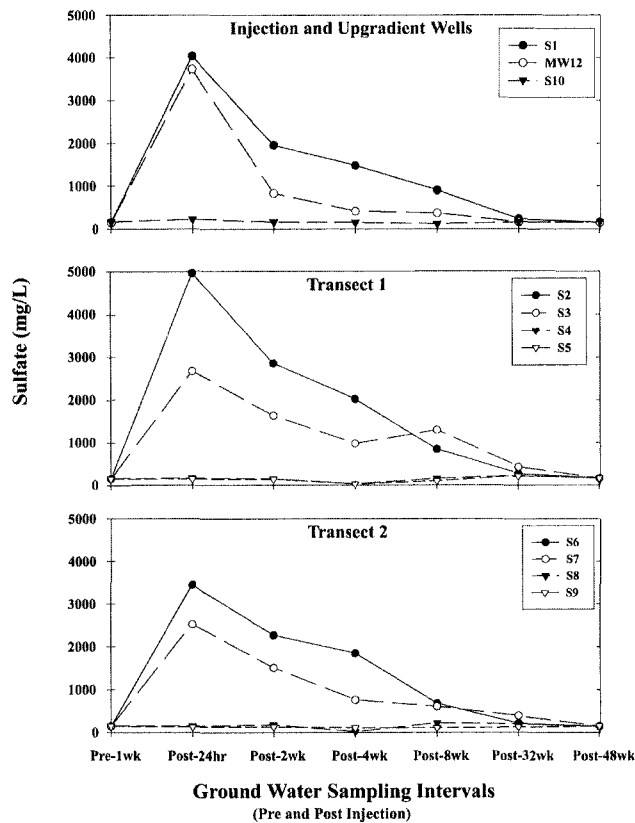 Injection and Upgradient Wells
S1
MW12
S10
5000
4000
3000
2000
1000
0
Transect 1
S2
S3
S4
S5
5000
4000
3000
2000
1000
0
Sulfate (mg/L)
Transect 2
S6
S7
S8
S9
5000
4000
3000
2000
1000
0
Pre-1wk Post-24hr Post-2wk Post-4wk Post-8wk Post-32wk Post-48wk
Ground Water Sampling Intervals
(Pre and Post Injection)